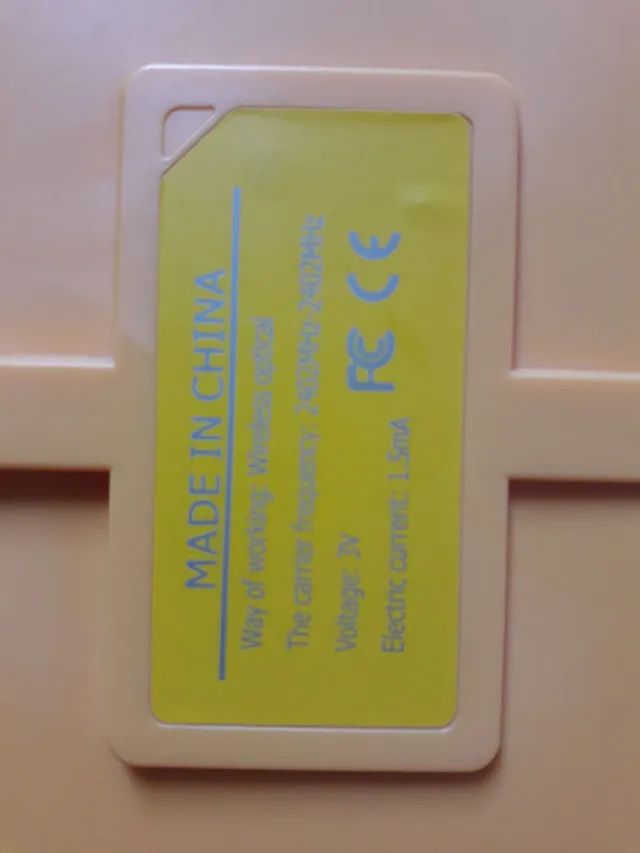 MADE IN CHINA
Way of working: Wireless optical
The carrier frequency: 2402MHz-2402MHz
Voltage: 3V
Electric current: 1.5mA
FC CE